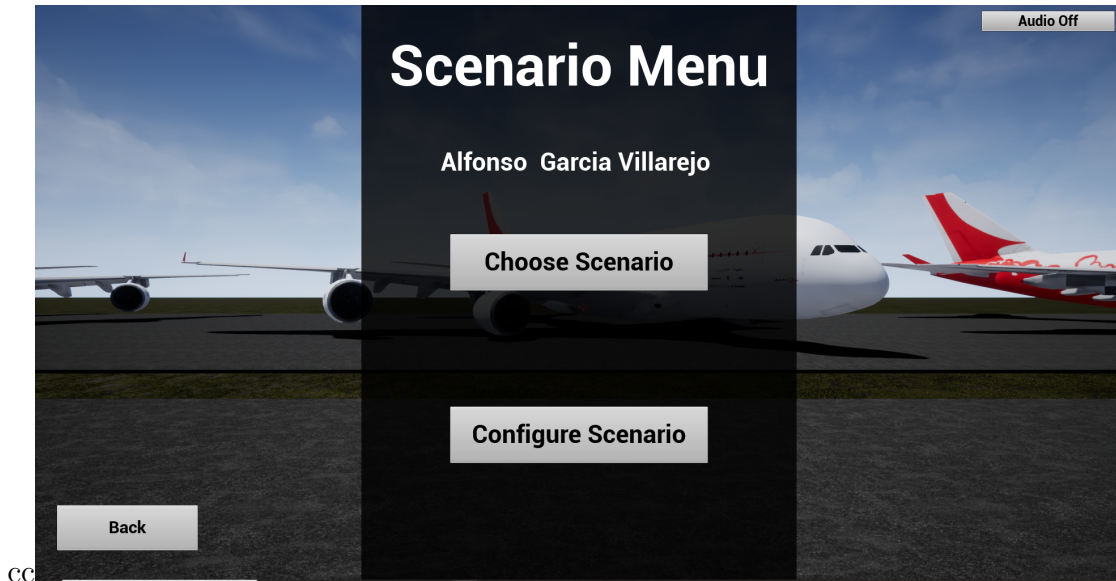 Audio Off
Scenario Menu
Alfonso Garcia Villarejo
Choose Scenario
Configure Scenario
Back
cc